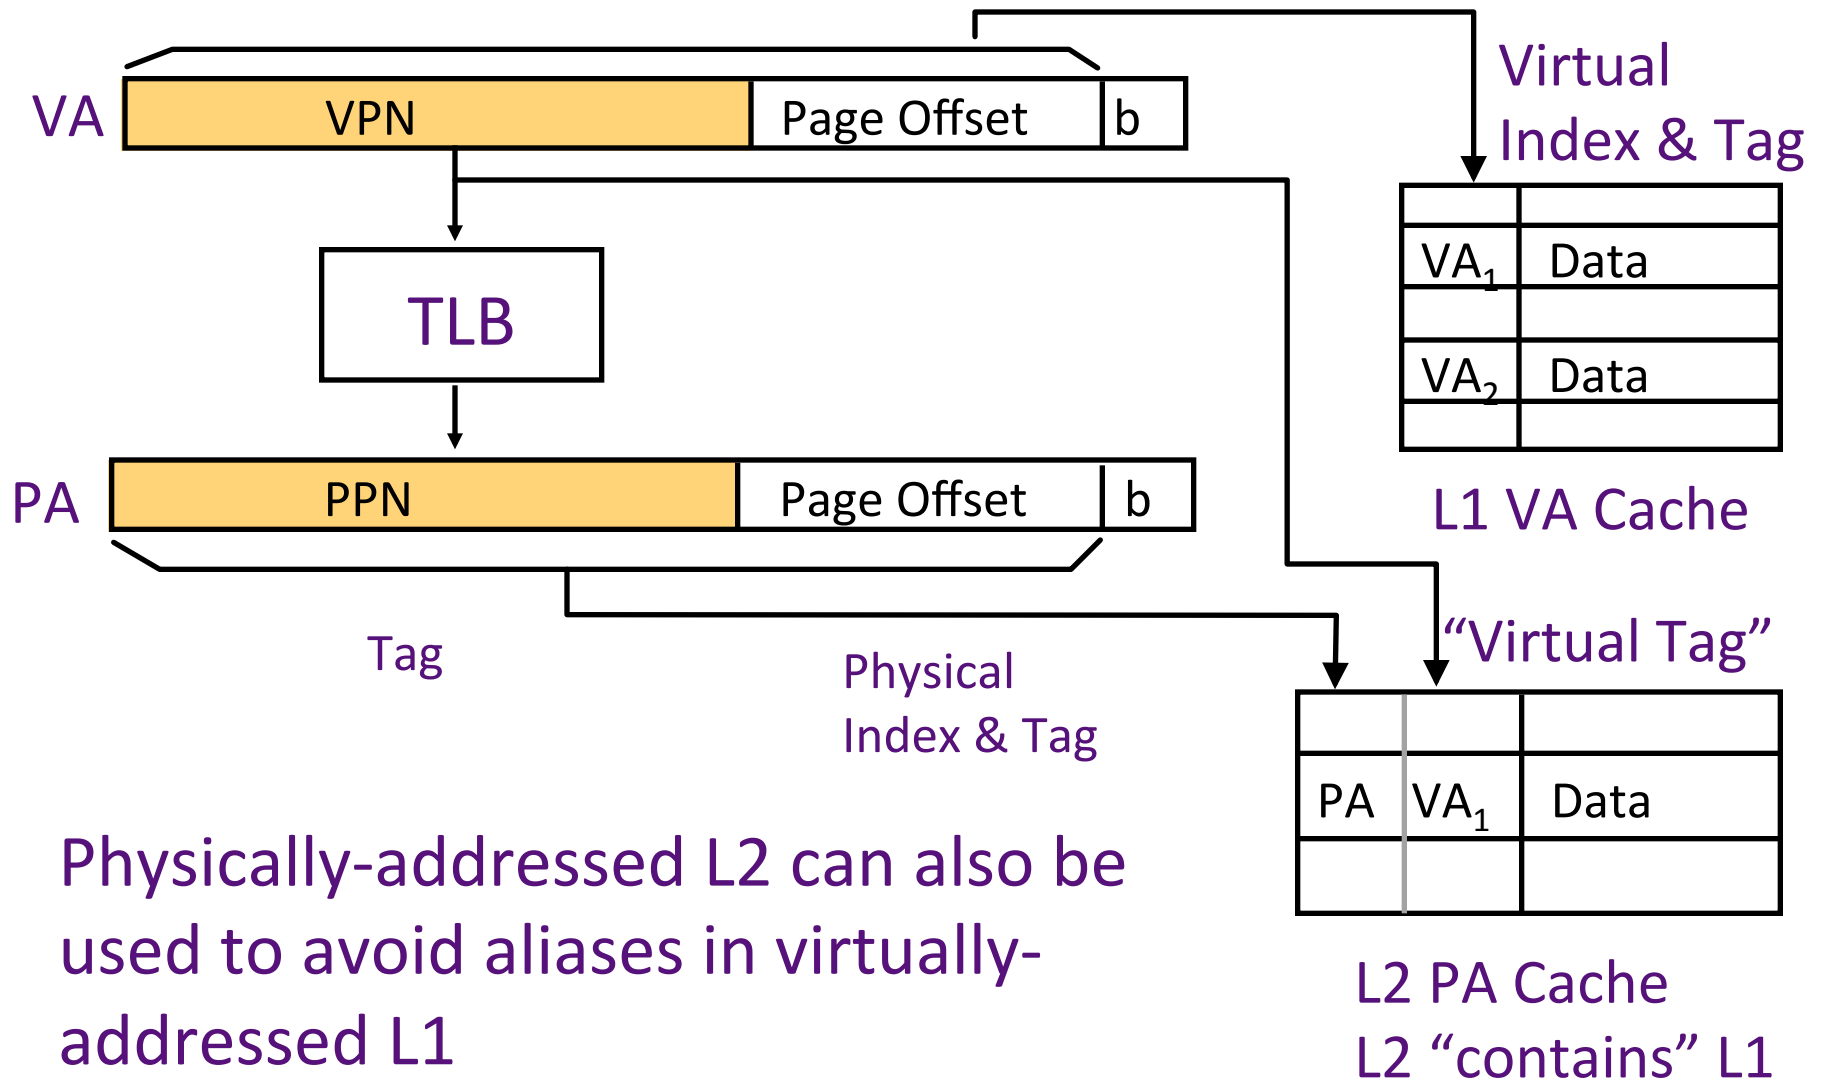 Virtual
Index & Tag
VA
VPN
Page Offset
b
VA₁
Data
TLB
VA₂
Data
PA
PPN
Page Offset
b
L1 VA Cache
Tag
Physical
Index & Tag
“Virtual Tag”
PA
VA₁
Data
Physically-addressed L2 can also be
used to avoid aliases in virtually-
addressed L1
L2 PA Cache
L2 “contains” L1